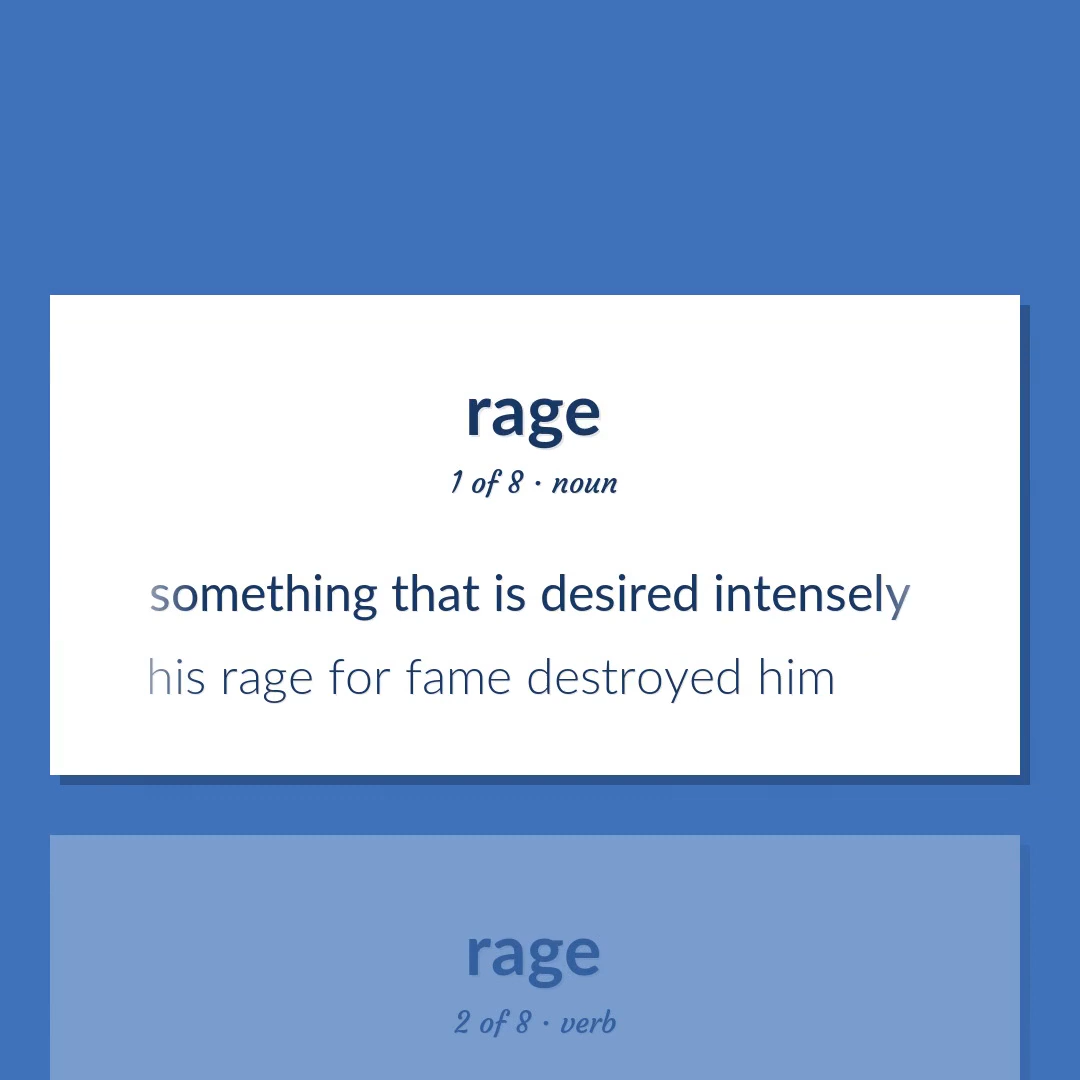 rage
1 of 8 · noun
something that is desired intensely
his rage for fame destroyed him
rage
2 of 8 · verb